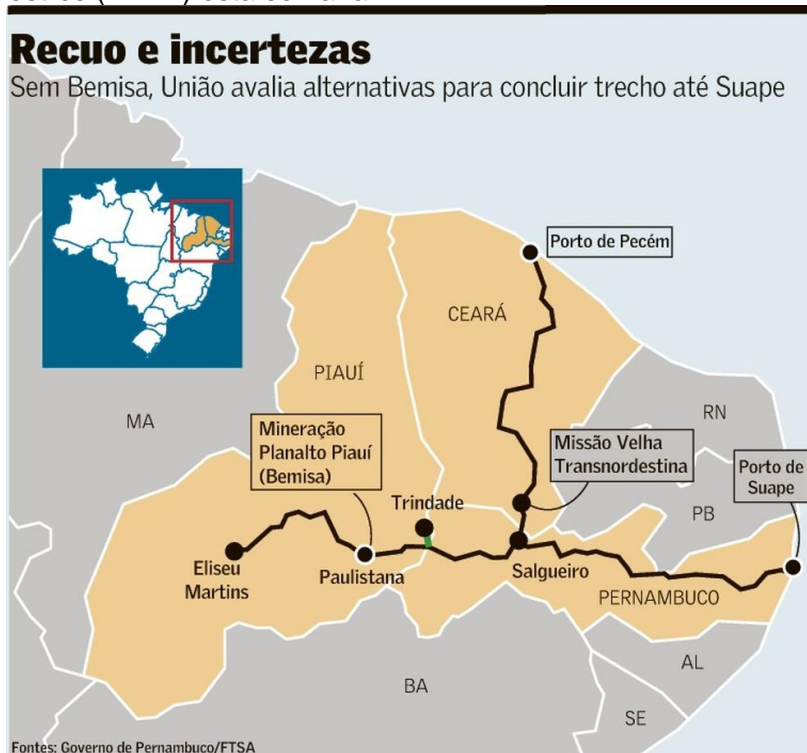 Recuo e incertezas
Sem Bemisa, União avalia alternativas para concluir trecho até Suape
Porto de Pecém
CEARÁ
PIAUÍ
MA
RN
Mineração
Planalto Piauí
(Bemisa)
Missão Velha
Transnordestina
Porto de
Suape
Trindade
PB
Eliseu
Martins
Paulistana
Salgueiro
PERNAMBUCO
AL
BA
SE
Fontes: Governo de Pernambuco/FTSA